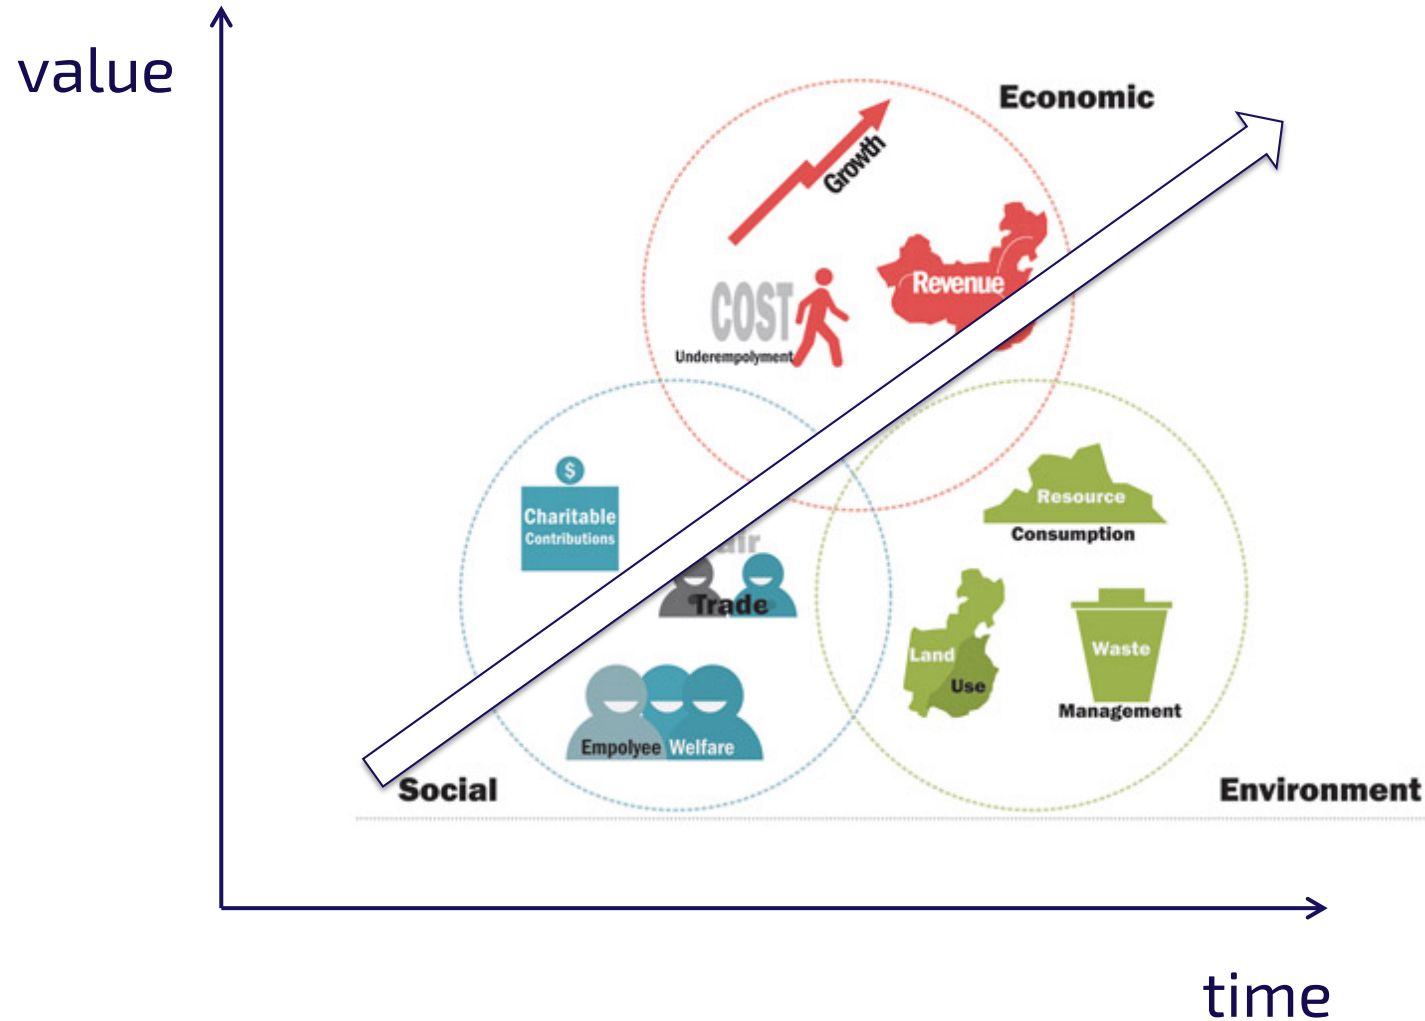 value
Economic
Growth
Revenue
COST
Underempolyment
$
Charitable
Contributions
Trade
Empolyee Welfare
Social
Resource
Consumption
Land
Use
Waste
Management
Environment
time